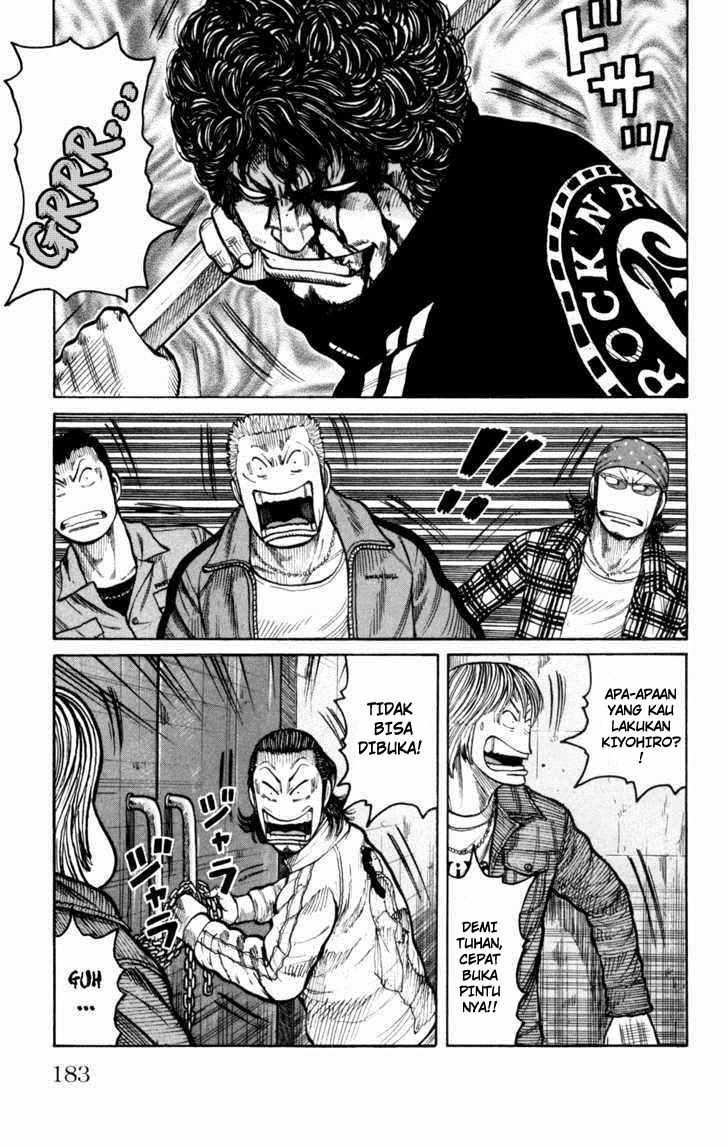 ドドサッ
GRRR...
ROCK'N'R
!!
APA-APAAN
YANG KAU
LAKUKAN
KIYOHIRO?
!
DEMI
TUHAN,
CEPAT
BUKA
PINTU
NYA!!
TIDAK
BISA
DIBUKA!
ジャラ
ジャラ
GUH
...
183